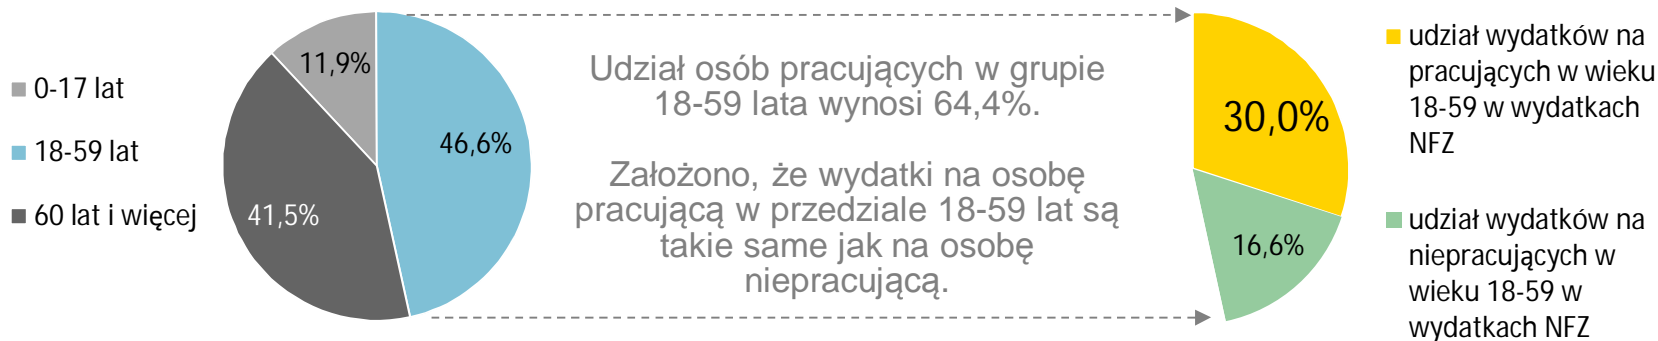 0-17 lat
18-59 lat
60 lat i więcej
11,9%
46,6%
41,5%
Udział osób pracujących w grupie
18-59 lata wynosi 64,4%.
Założono, że wydatki na osobę
pracującą w przedziale 18-59 lat są
takie same jak na osobę
niepracującą.
30,0%
16,6%
udział wydatków na
pracujących w wieku
18-59 w wydatkach
NFZ
udział wydatków na
niepracujących w
wieku 18-59 w
wydatkach NFZ